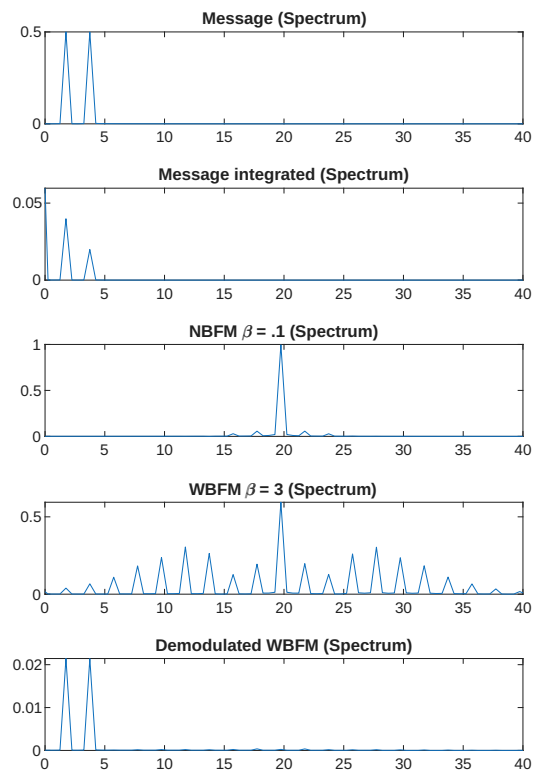 Message (Spectrum)
0.5
0
0 5 10 15 20 25 30 35 40
Message integrated (Spectrum)
0.05
0
0 5 10 15 20 25 30 35 40
NBFM β = .1 (Spectrum)
1
0
0 5 10 15 20 25 30 35 40
WBFM β = 3 (Spectrum)
0.5
0
0 5 10 15 20 25 30 35 40
Demodulated WBFM (Spectrum)
0.02
0.01
0
0 5 10 15 20 25 30 35 40